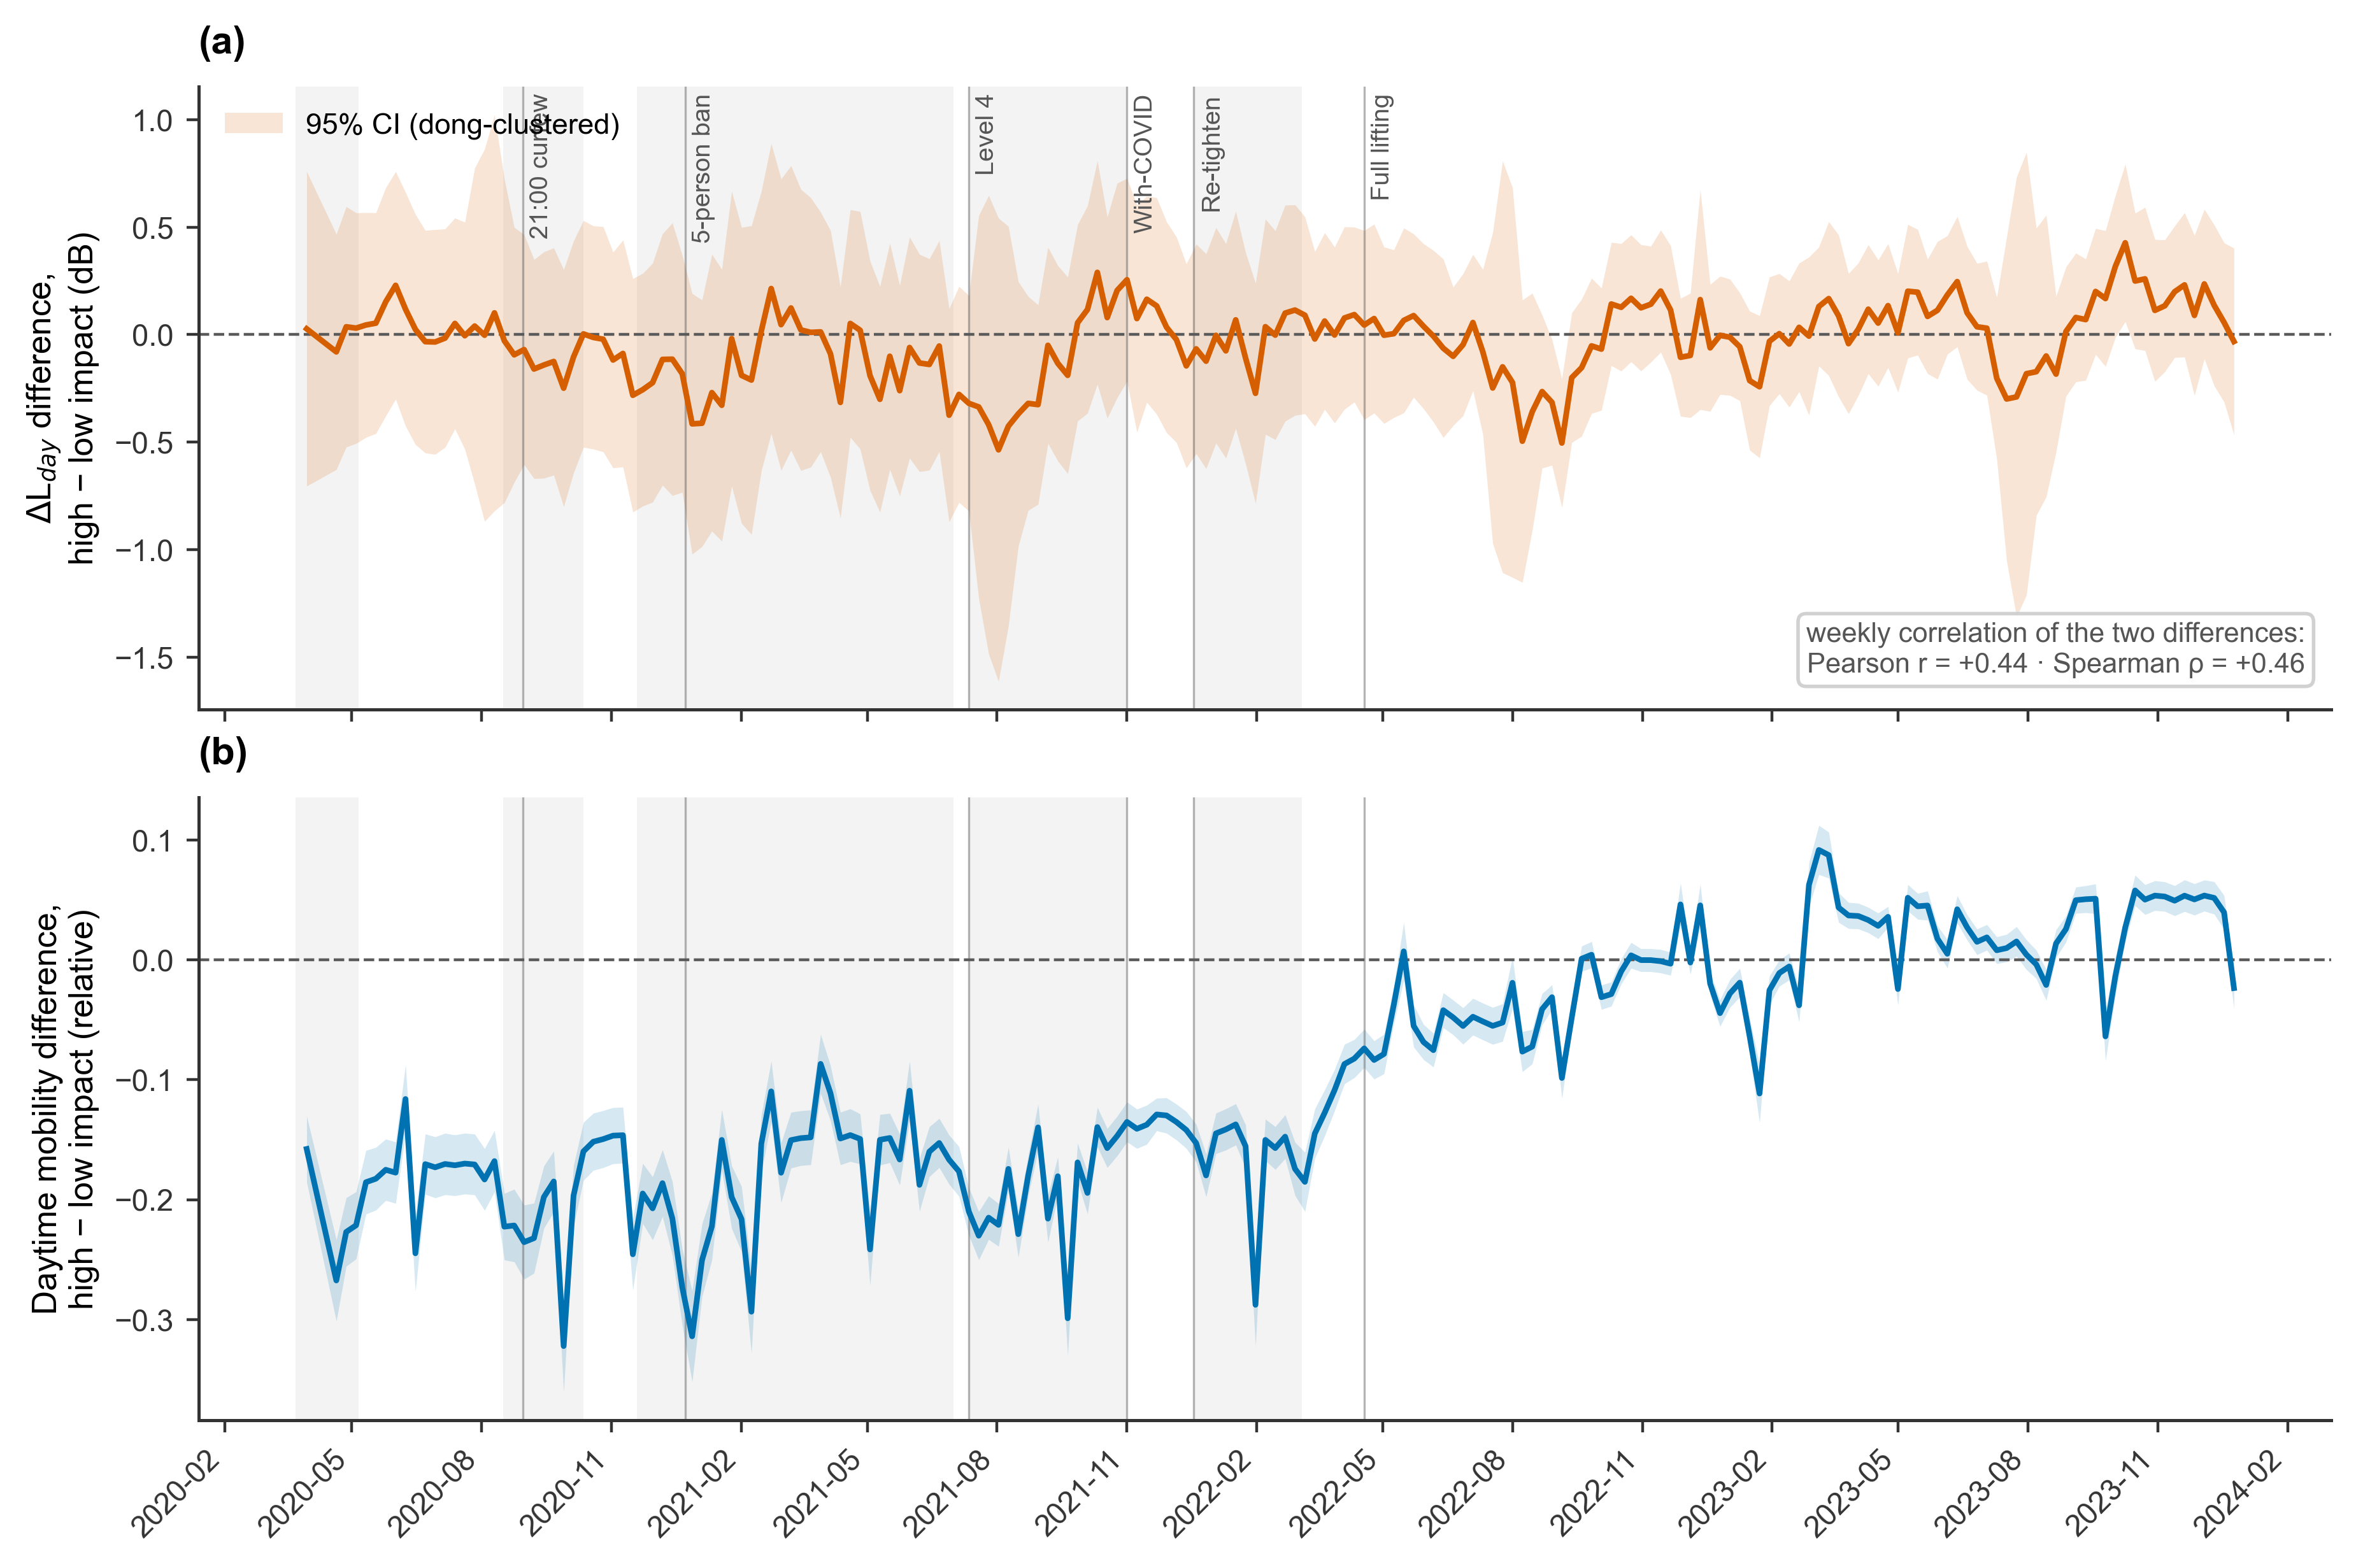 (a)
ΔL_day difference,
high − low impact (dB)
1.0
0.5
0.0
−0.5
−1.0
−1.5
95% CI (dong-clustered)
21:00 curfew
5-person ban
Level 4
With-COVID
Re-tighten
Full lifting
weekly correlation of the two differences:
Pearson r = +0.44 · Spearman ρ = +0.46
(b)
Daytime mobility difference,
high − low impact (relative)
0.1
0.0
−0.1
−0.2
−0.3
2020-02
2020-05
2020-08
2020-11
2021-02
2021-05
2021-08
2021-11
2022-02
2022-05
2022-08
2022-11
2023-02
2023-05
2023-08
2023-11
2024-02